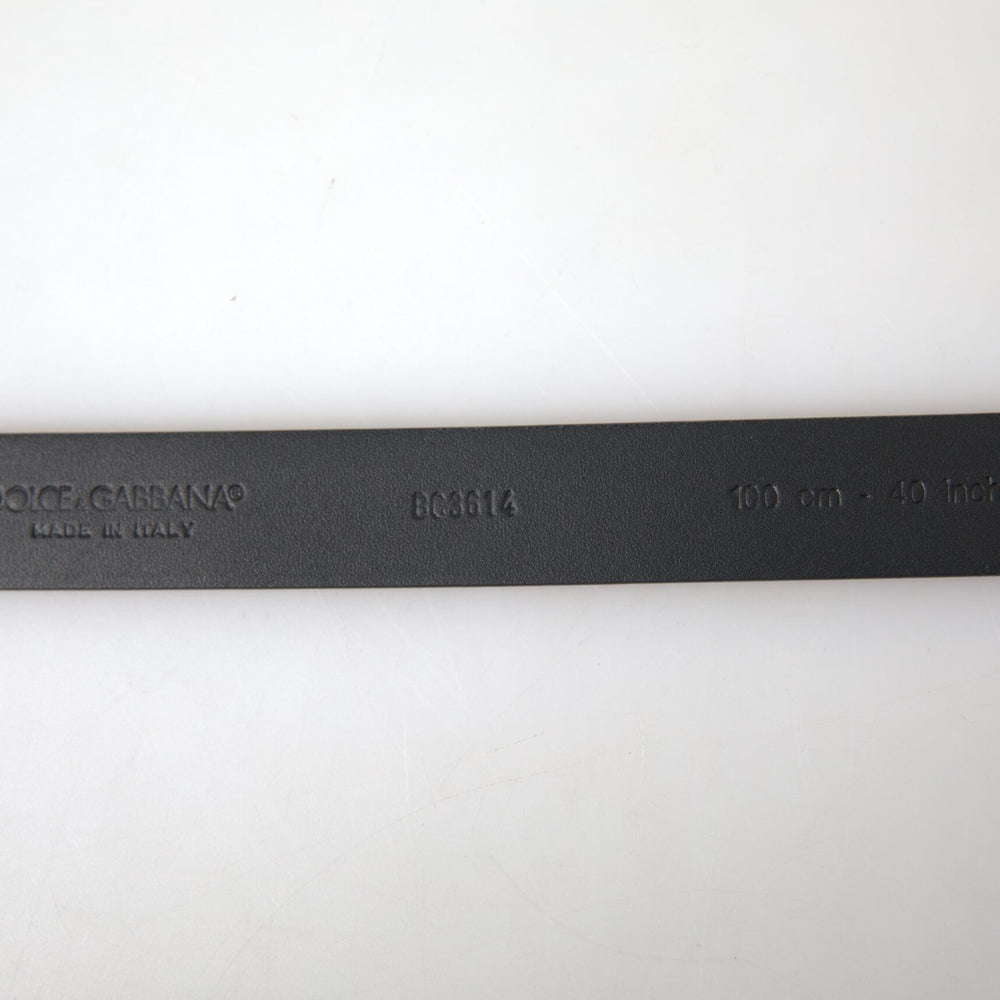 DOLCE & GABBANA®
MADE IN ITALY
BC3614
100 cm - 40 inch